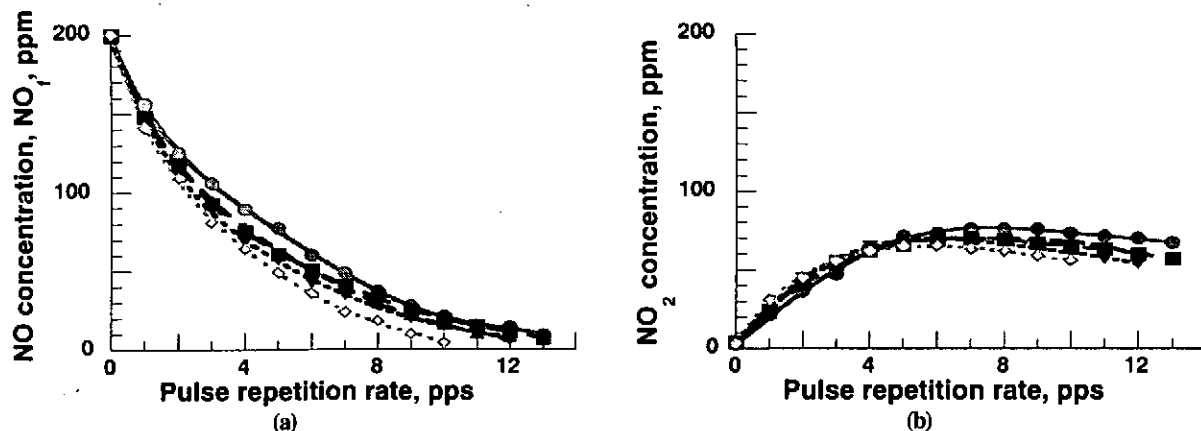 NO concentration, NO_f, ppm
200
100
0
0 4 8 12
Pulse repetition rate, pps
(a)
NO₂ concentration, ppm
200
100
0
0 4 8 12
Pulse repetition rate, pps
(b)